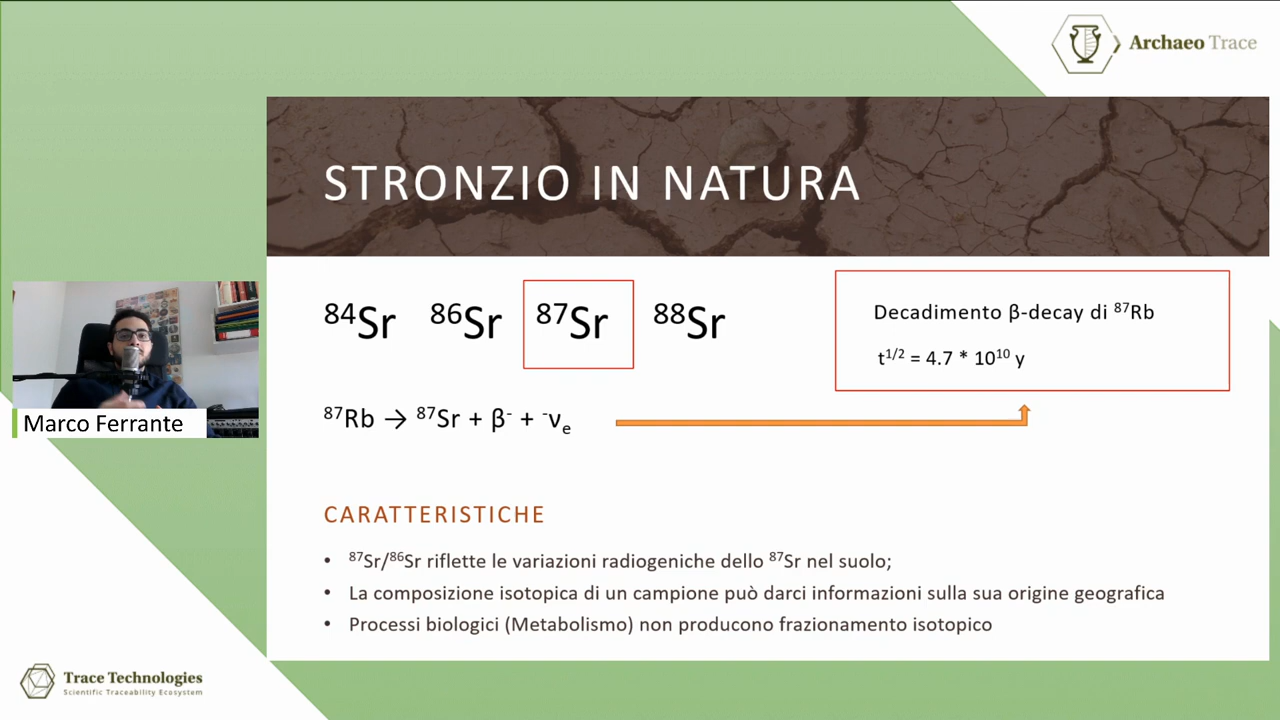 Archaeo Trace
STRONZIO IN NATURA
⁸⁴Sr ⁸⁶Sr ⁸⁷Sr ⁸⁸Sr
Decadimento β-decay di ⁸⁷Rb
t¹/² = 4.7 * 10¹⁰ y
⁸⁷Rb → ⁸⁷Sr + β⁻ + ⁻νₑ
Marco Ferrante
CARATTERISTICHE
• ⁸⁷Sr/⁸⁶Sr riflette le variazioni radiogeniche dello ⁸⁷Sr nel suolo;
• La composizione isotopica di un campione può darci informazioni sulla sua origine geografica
• Processi biologici (Metabolismo) non producono frazionamento isotopico
Trace Technologies
Scientific Traceability Ecosystem